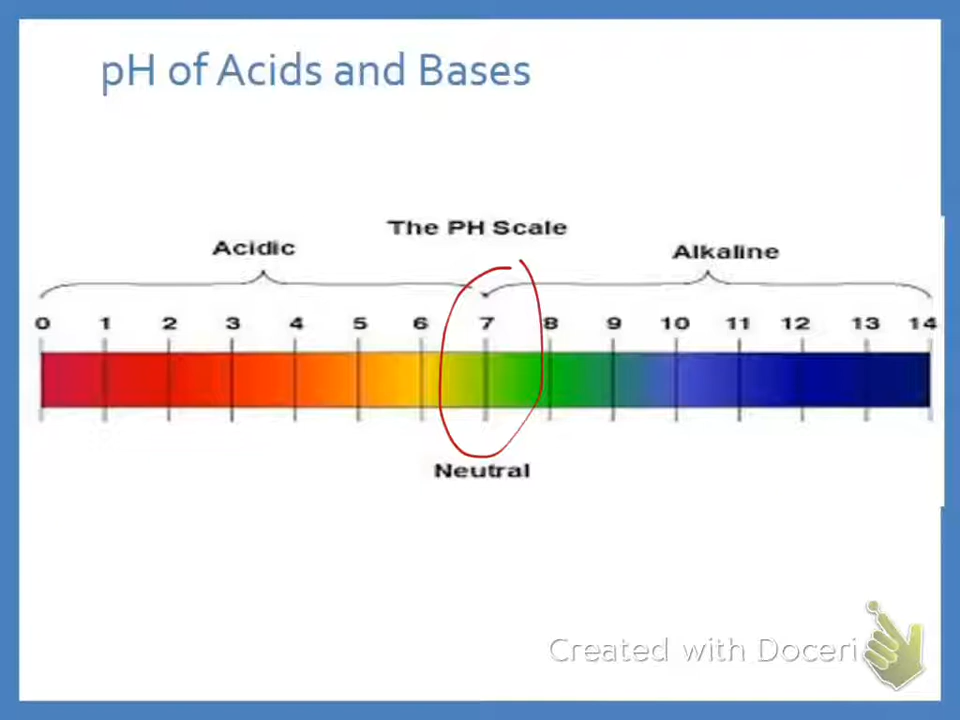 pH of Acids and Bases
The PH Scale
Acidic
Alkaline
0 1 2 3 4 5 6 7 8 9 10 11 12 13 14
Neutral
Created with Doceri